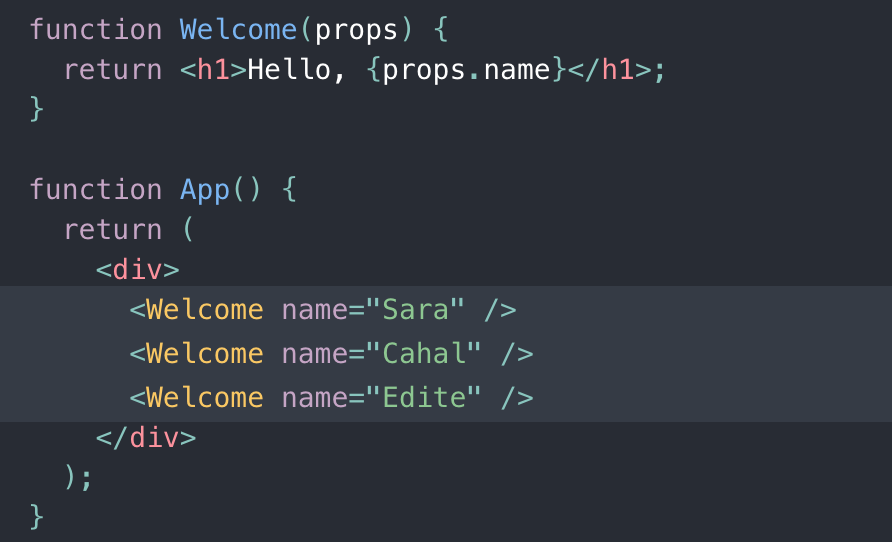 function Welcome(props) {
  return <h1>Hello, {props.name}</h1>;
}

function App() {
  return (
    <div>
      <Welcome name="Sara" />
      <Welcome name="Cahal" />
      <Welcome name="Edite" />
    </div>
  );
}